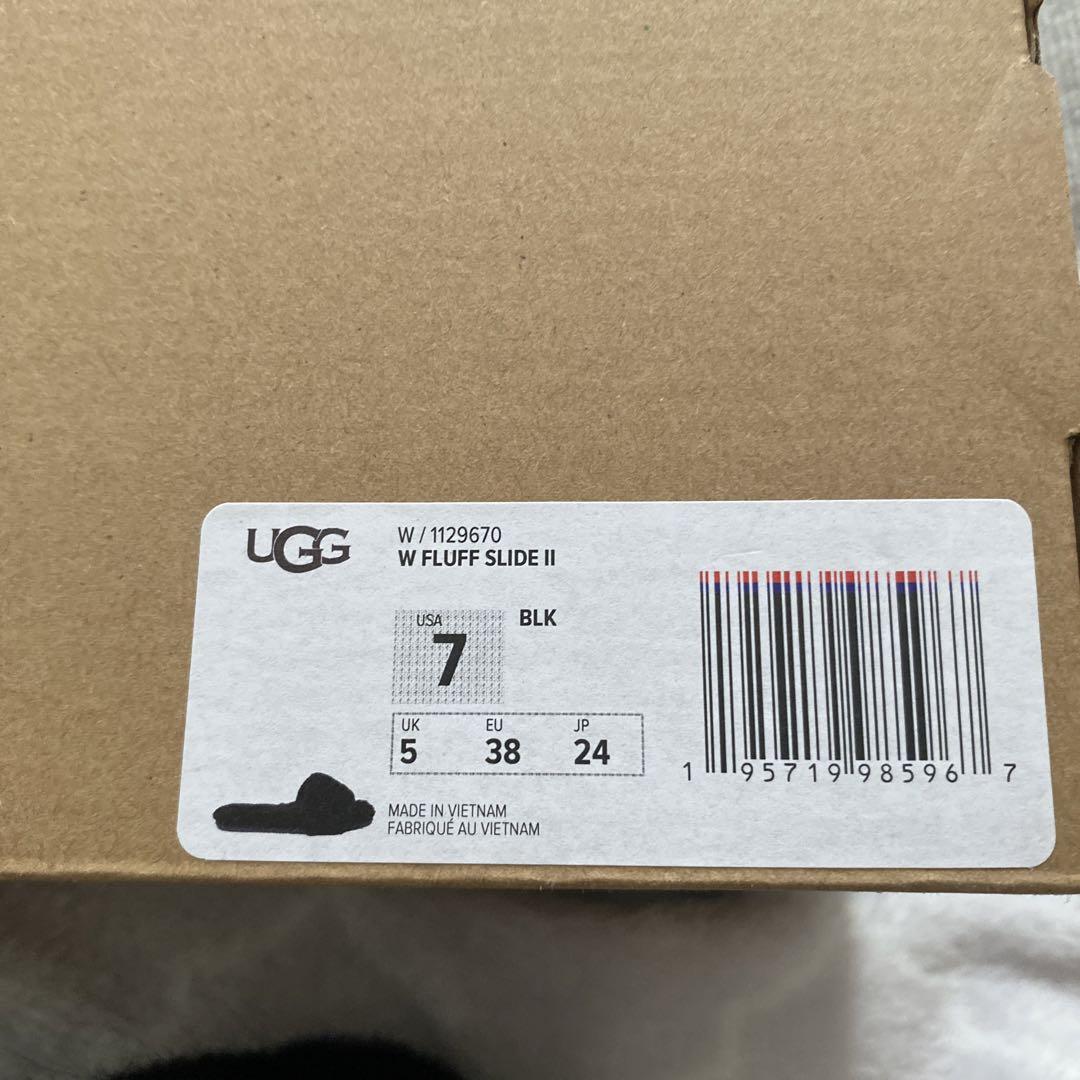 UGG
W / 1129670
W FLUFF SLIDE II
USA
7
BLK
UK EU JP
5 38 24
MADE IN VIETNAM
FABRIQUÉ AU VIETNAM
1 95719 98596 7